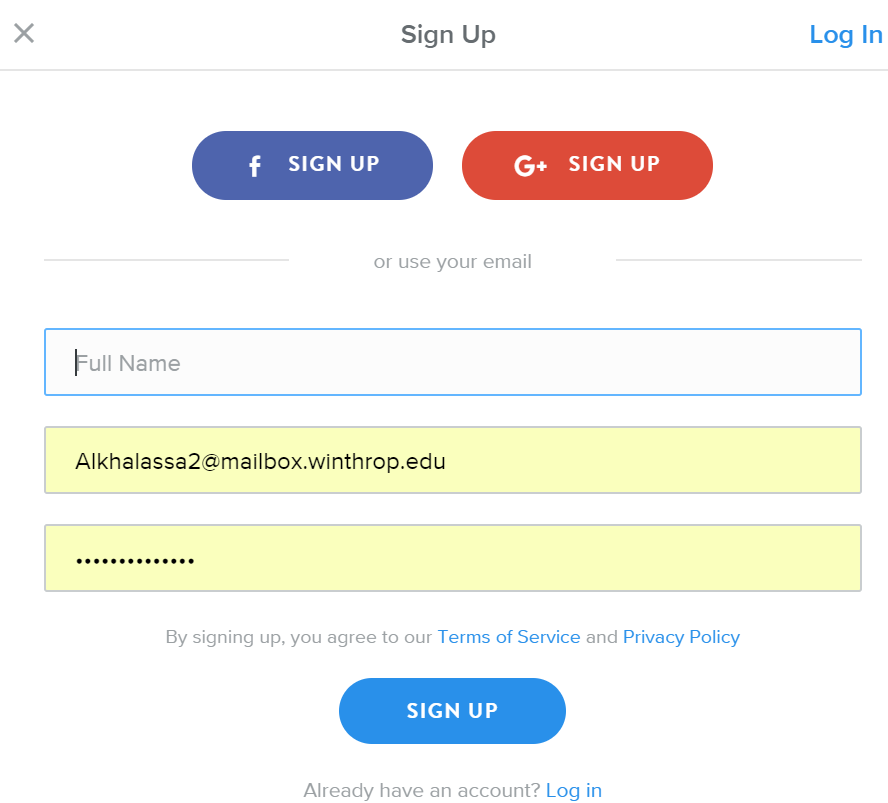 Sign Up
Log In
f SIGN UP
G+ SIGN UP
or use your email
Full Name
Alkhalassa2@mailbox.winthrop.edu
••••••••••••••
By signing up, you agree to our Terms of Service and Privacy Policy
SIGN UP
Already have an account? Log in